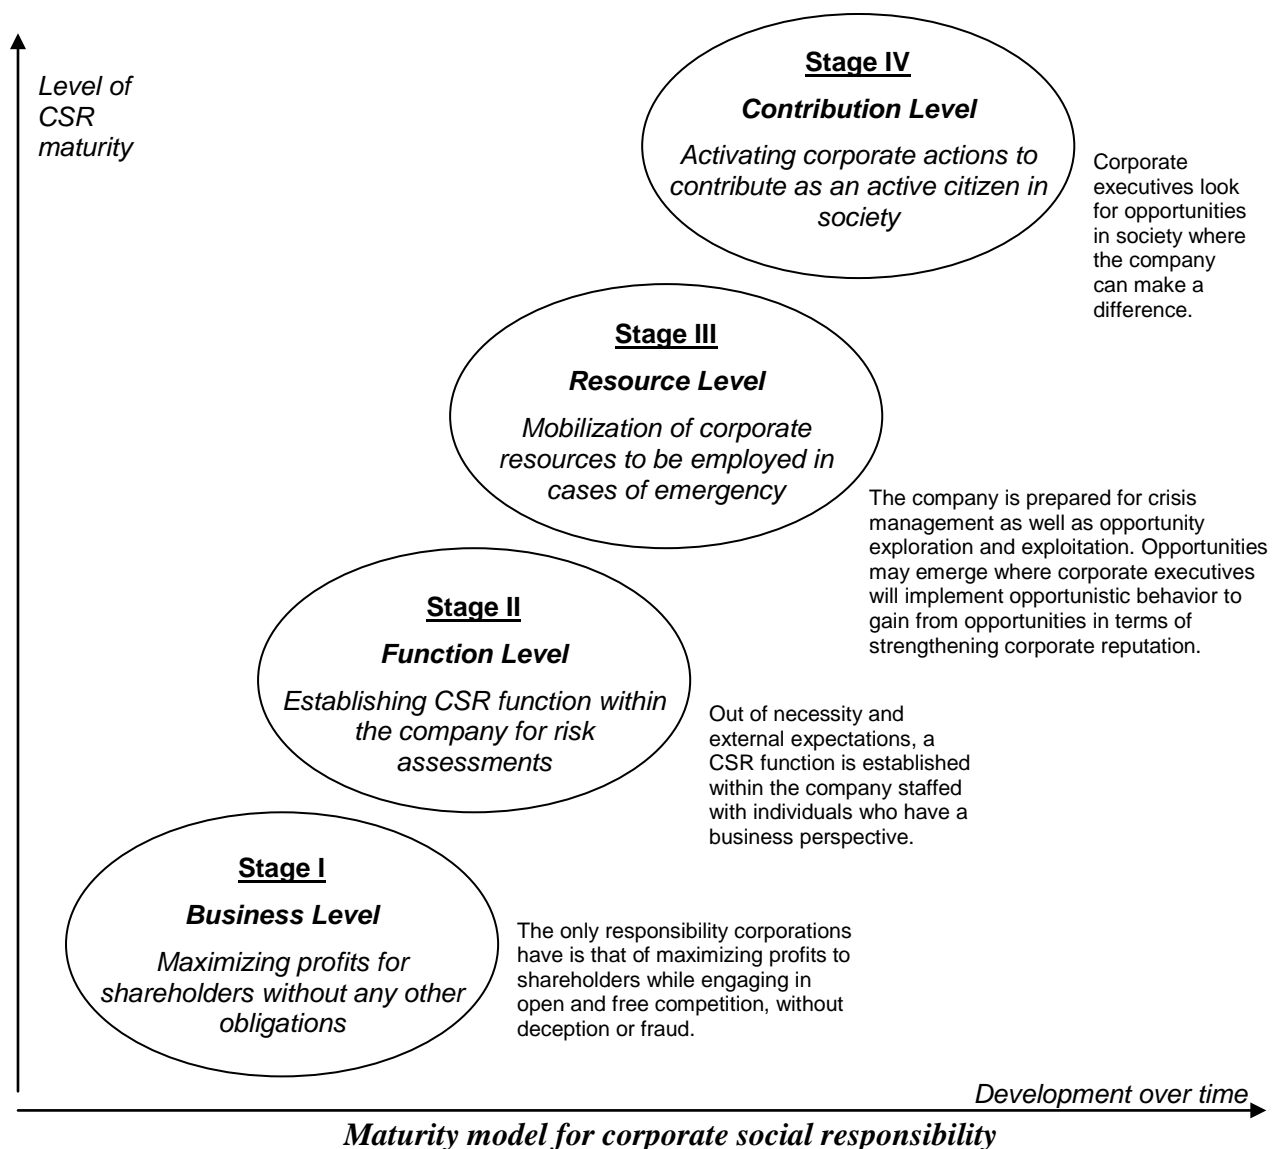 Level of
CSR
maturity
Stage IV
Contribution Level
Activating corporate actions to
contribute as an active citizen in
society
Corporate
executives look
for opportunities
in society where
the company
can make a
difference.
Stage III
Resource Level
Mobilization of corporate
resources to be employed in
cases of emergency
The company is prepared for crisis
management as well as opportunity
exploration and exploitation. Opportunities
may emerge where corporate executives
will implement opportunistic behavior to
gain from opportunities in terms of
strengthening corporate reputation.
Stage II
Function Level
Establishing CSR function within
the company for risk
assessments
Out of necessity and
external expectations, a
CSR function is established
within the company staffed
with individuals who have a
business perspective.
Stage I
Business Level
Maximizing profits for
shareholders without any other
obligations
The only responsibility corporations
have is that of maximizing profits to
shareholders while engaging in
open and free competition, without
deception or fraud.
Development over time
Maturity model for corporate social responsibility